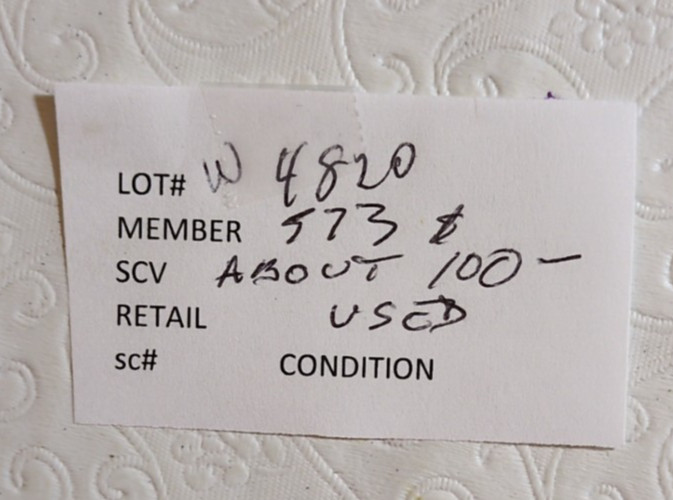 LOT# W 4820
MEMBER 573 $
SCV ABOUT 100-
RETAIL USED
sc# CONDITION